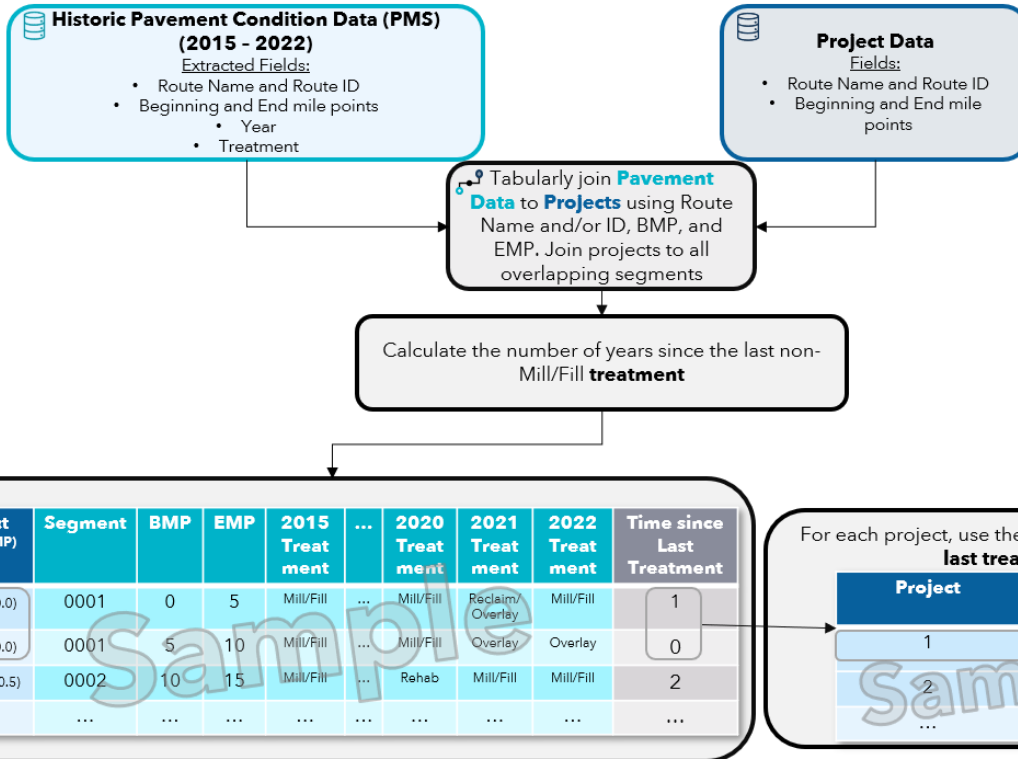 Historic Pavement Condition Data (PMS)
(2015 – 2022)
Extracted Fields:
• Route Name and Route ID
• Beginning and End mile points
• Year
• Treatment
Project Data
Fields:
• Route Name and Route ID
• Beginning and End mile
points
Tabularly join Pavement
Data to Projects using Route
Name and/or ID, BMP, and
EMP. Join projects to all
overlapping segments
Calculate the number of years since the last non-
Mill/Fill treatment
Segment BMP EMP 2015 Treat ment ... 2020 Treat ment 2021 Treat ment 2022 Treat ment Time since Last Treatment
0001 0 5 Mill/Fill ... Mill/Fill Reclaim/ Overlay Mill/Fill 1
0001 5 10 Mill/Fill ... Mill/Fill Overlay Overlay 0
0.5) 0002 10 15 Mill/Fill ... Rehab Mill/Fill Mill/Fill 2
... ... ... ... ... ... ... ... ...
Sample
For each project, use the
last trea
Project
1
2
...
Sam